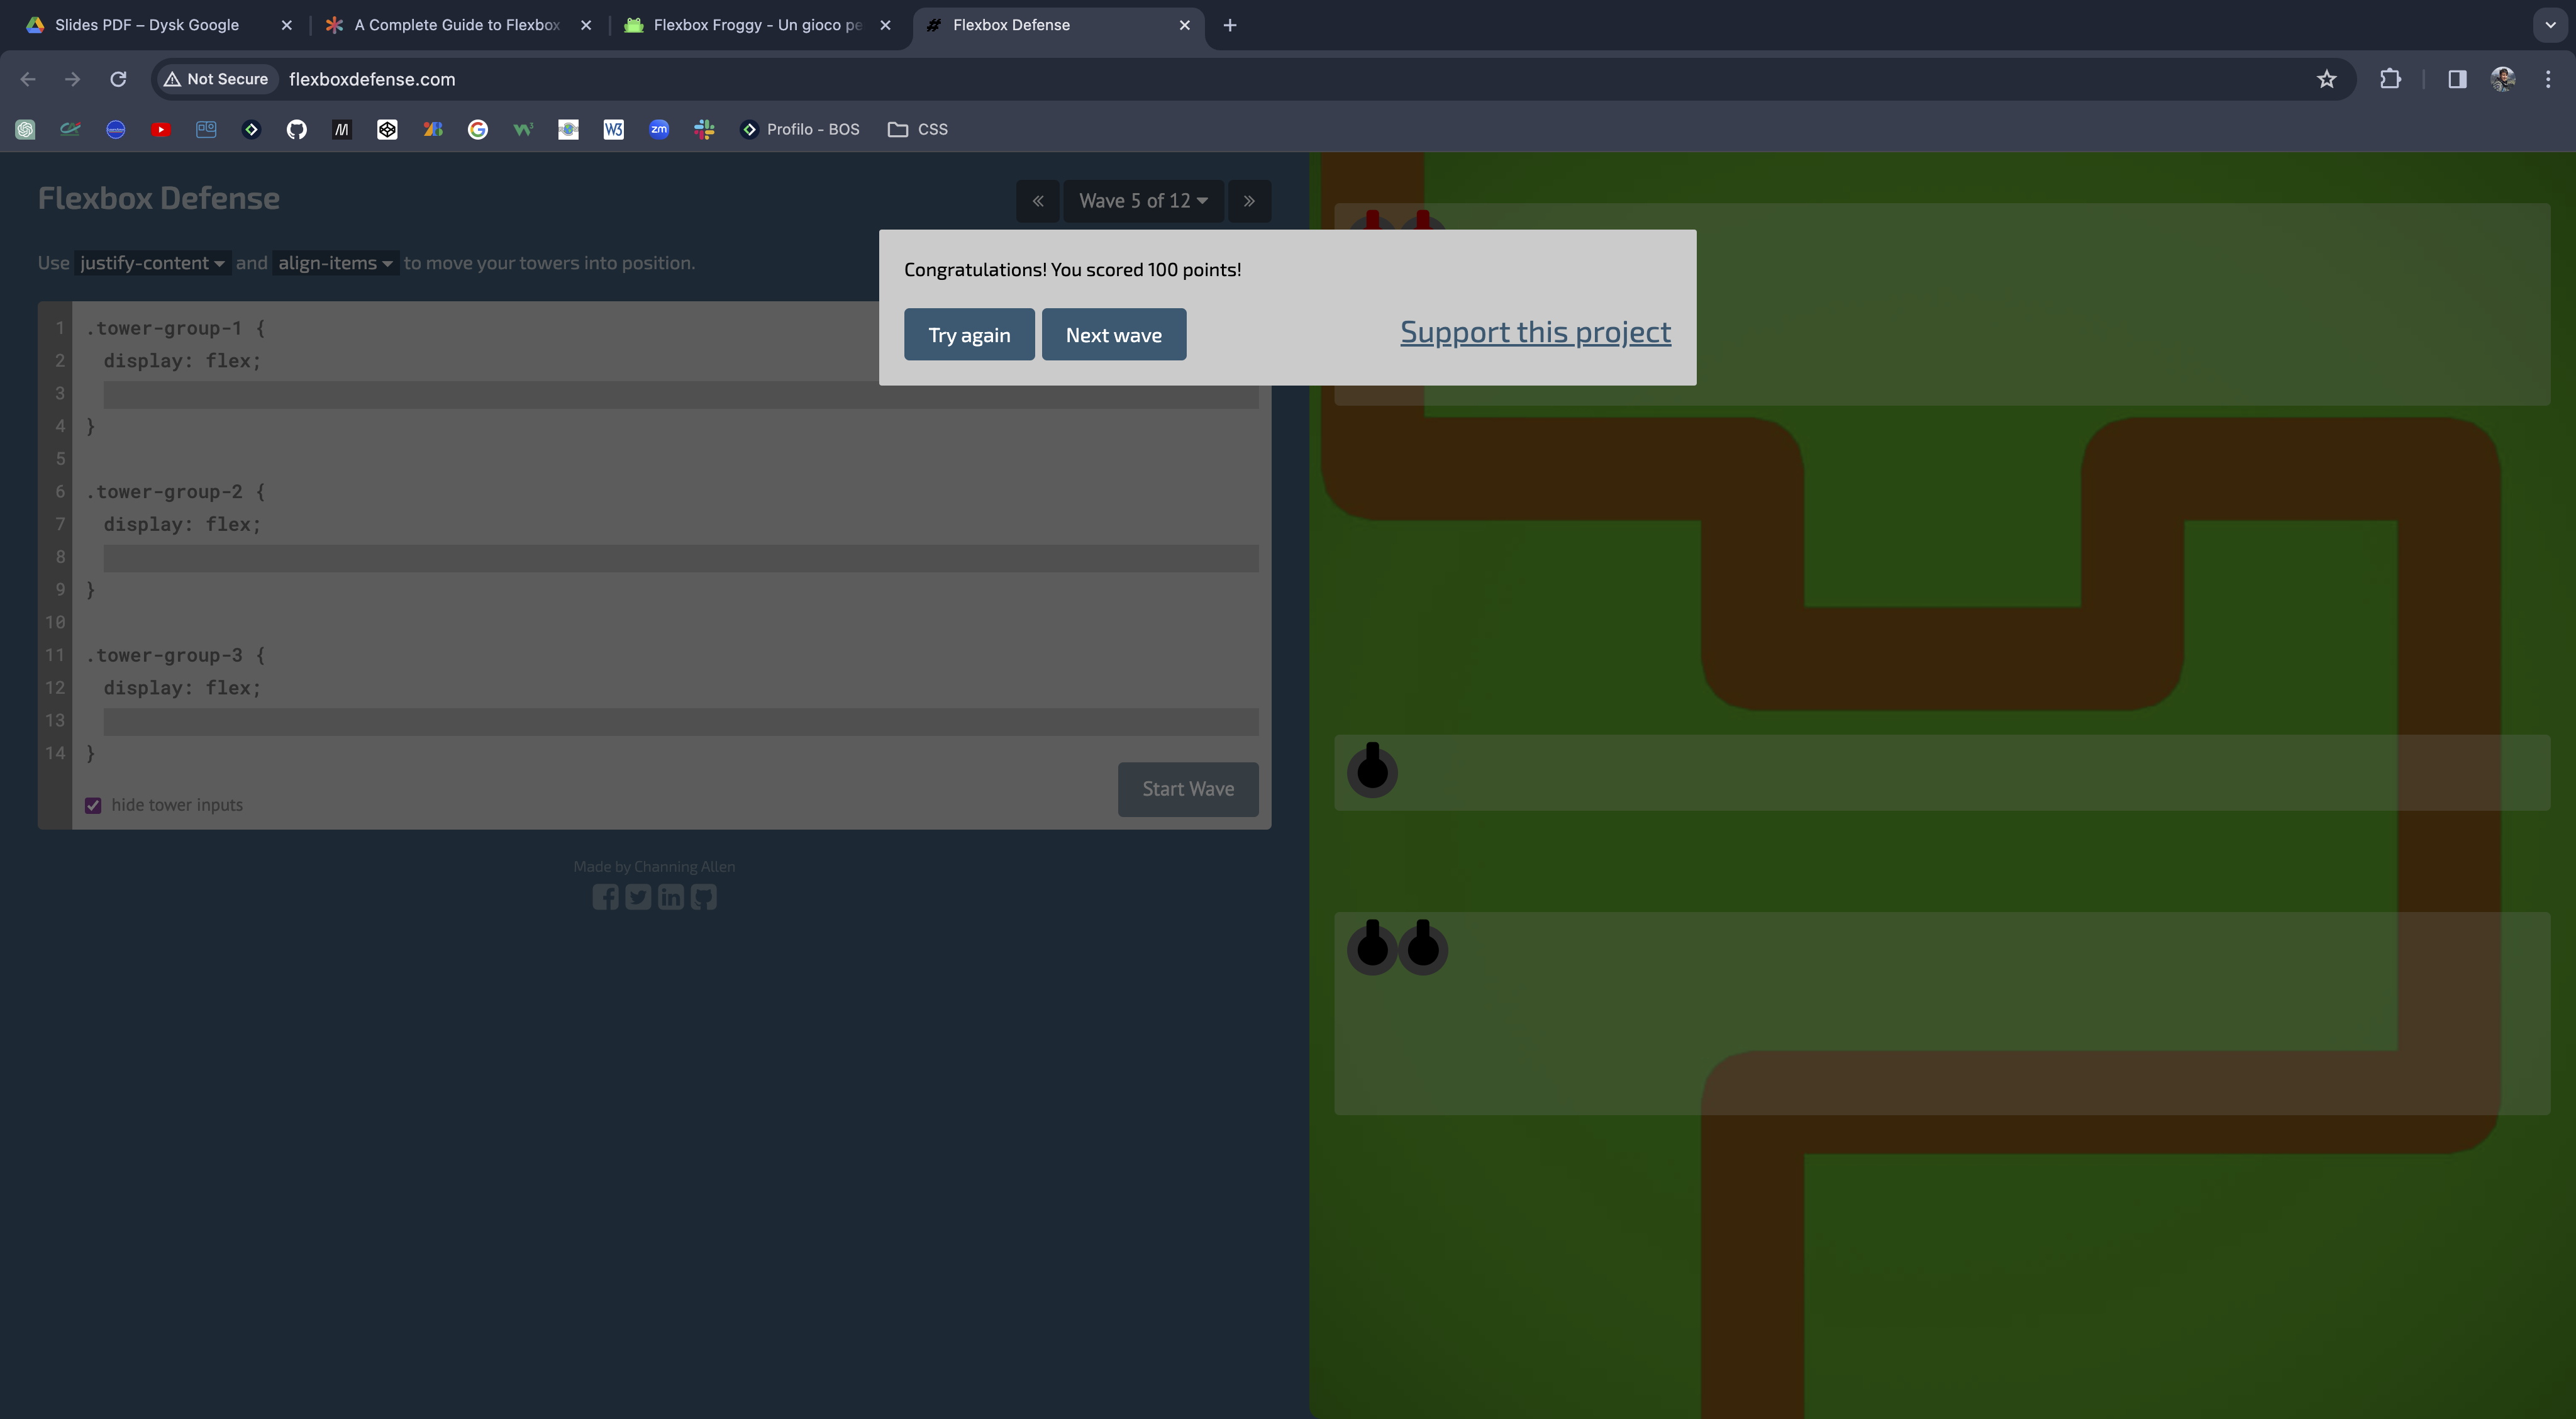 Slides PDF – Dysk Google
A Complete Guide to Flexbox
Flexbox Froggy - Un gioco pe
Flexbox Defense
Not Secure
flexboxdefense.com
Profilo - BOS
CSS
Flexbox Defense
« Wave 5 of 12 »
Use justify-content and align-items to move your towers into position.
Congratulations! You scored 100 points!
Try again
Next wave
Support this project
1 .tower-group-1 {
2 display: flex;
3
4 }
5
6 .tower-group-2 {
7 display: flex;
8
9 }
10
11 .tower-group-3 {
12 display: flex;
13
14 }
hide tower inputs
Start Wave
Made by Channing Allen